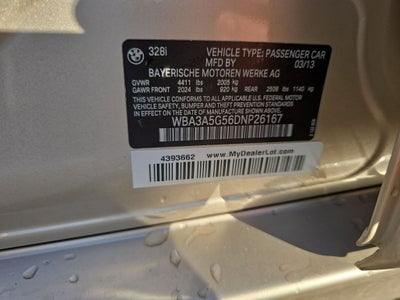 328i VEHICLE TYPE: PASSENGER CAR
MFD BY 03/13
BAYERISCHE MOTOREN WERKE AG
GVWR 4411 lbs 2005 kg
GAWR FRONT 2024 lbs 920 kg REAR 2508 lbs 1140 kg
THIS VEHICLE CONFORMS TO ALL APPLICABLE FEDERAL
MOTOR VEHICLE SAFETY, BUMPER, AND THEFT PREVENTION
STANDARDS IN EFFECT ON THE DATE OF MANUFACTURE
SHOWN ABOVE.
WBA3A5G56DNP26167
4393662 www.MyDealerLot.com